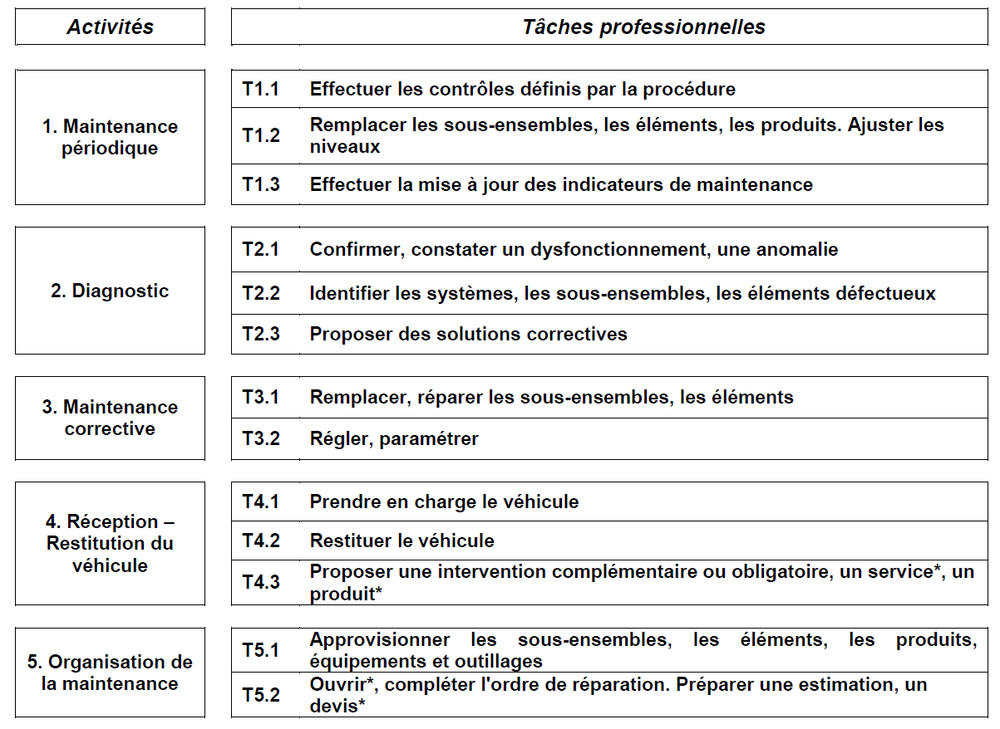 Activités
Tâches professionnelles
1. Maintenance
périodique
T1.1 Effectuer les contrôles définis par la procédure
T1.2 Remplacer les sous-ensembles, les éléments, les produits. Ajuster les
niveaux
T1.3 Effectuer la mise à jour des indicateurs de maintenance
2. Diagnostic
T2.1 Confirmer, constater un dysfonctionnement, une anomalie
T2.2 Identifier les systèmes, les sous-ensembles, les éléments défectueux
T2.3 Proposer des solutions correctives
3. Maintenance
corrective
T3.1 Remplacer, réparer les sous-ensembles, les éléments
T3.2 Régler, paramétrer
4. Réception –
Restitution du
véhicule
T4.1 Prendre en charge le véhicule
T4.2 Restituer le véhicule
T4.3 Proposer une intervention complémentaire ou obligatoire, un service*, un
produit*
5. Organisation de
la maintenance
T5.1 Approvisionner les sous-ensembles, les éléments, les produits,
équipements et outillages
T5.2 Ouvrir*, compléter l'ordre de réparation. Préparer une estimation, un
devis*